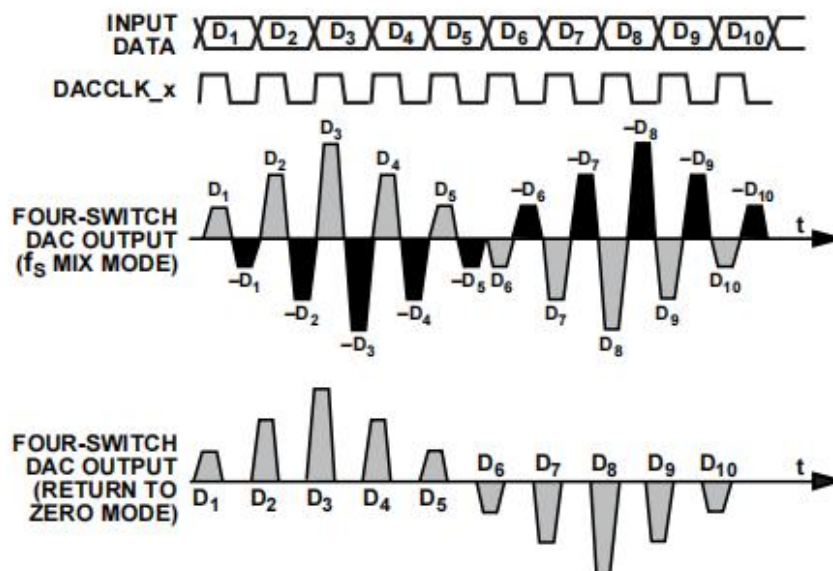 INPUT DATA
D1 D2 D3 D4 D5 D6 D7 D8 D9 D10
DACCLK_x
FOUR-SWITCH
DAC OUTPUT
(fS MIX MODE)
D1 D2 D3 D4 D5 –D6 –D7 –D8 –D9 –D10
t
–D1 –D2 –D3 –D4 –D5 D6 D7 D8 D9 D10
FOUR-SWITCH
DAC OUTPUT
(RETURN TO
ZERO MODE)
D6 D7 D8 D9 D10
t
D1 D2 D3 D4 D5